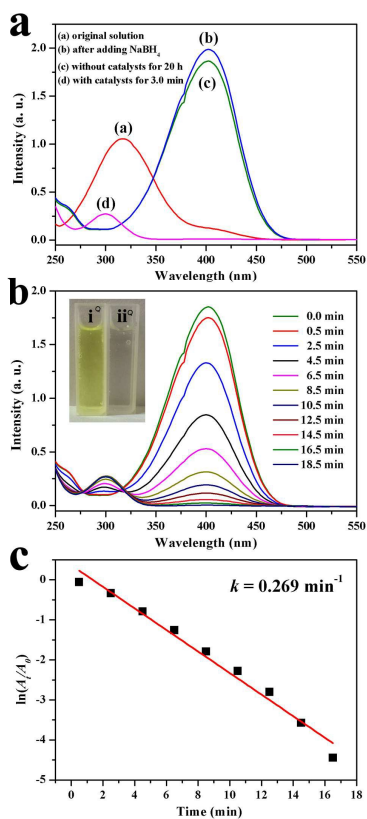 a
(a) original solution
(b) after adding NaBH4
(c) without catalysts for 20 h
(d) with catalysts for 3.0 min
(b)
(c)
(a)
(d)
2.0
1.5
1.0
0.5
0.0
Intensity (a. u.)
250 300 350 400 450 500 550
Wavelength (nm)
b
i ii
0.0 min
0.5 min
2.5 min
4.5 min
6.5 min
8.5 min
10.5 min
12.5 min
14.5 min
16.5 min
18.5 min
2.0
1.5
1.0
0.5
0.0
Intensity (a. u.)
250 300 350 400 450 500 550
Wavelength (nm)
c
k = 0.269 min-1
0
-1
-2
-3
-4
-5
ln(At/A0)
0 2 4 6 8 10 12 14 16 18
Time (min)